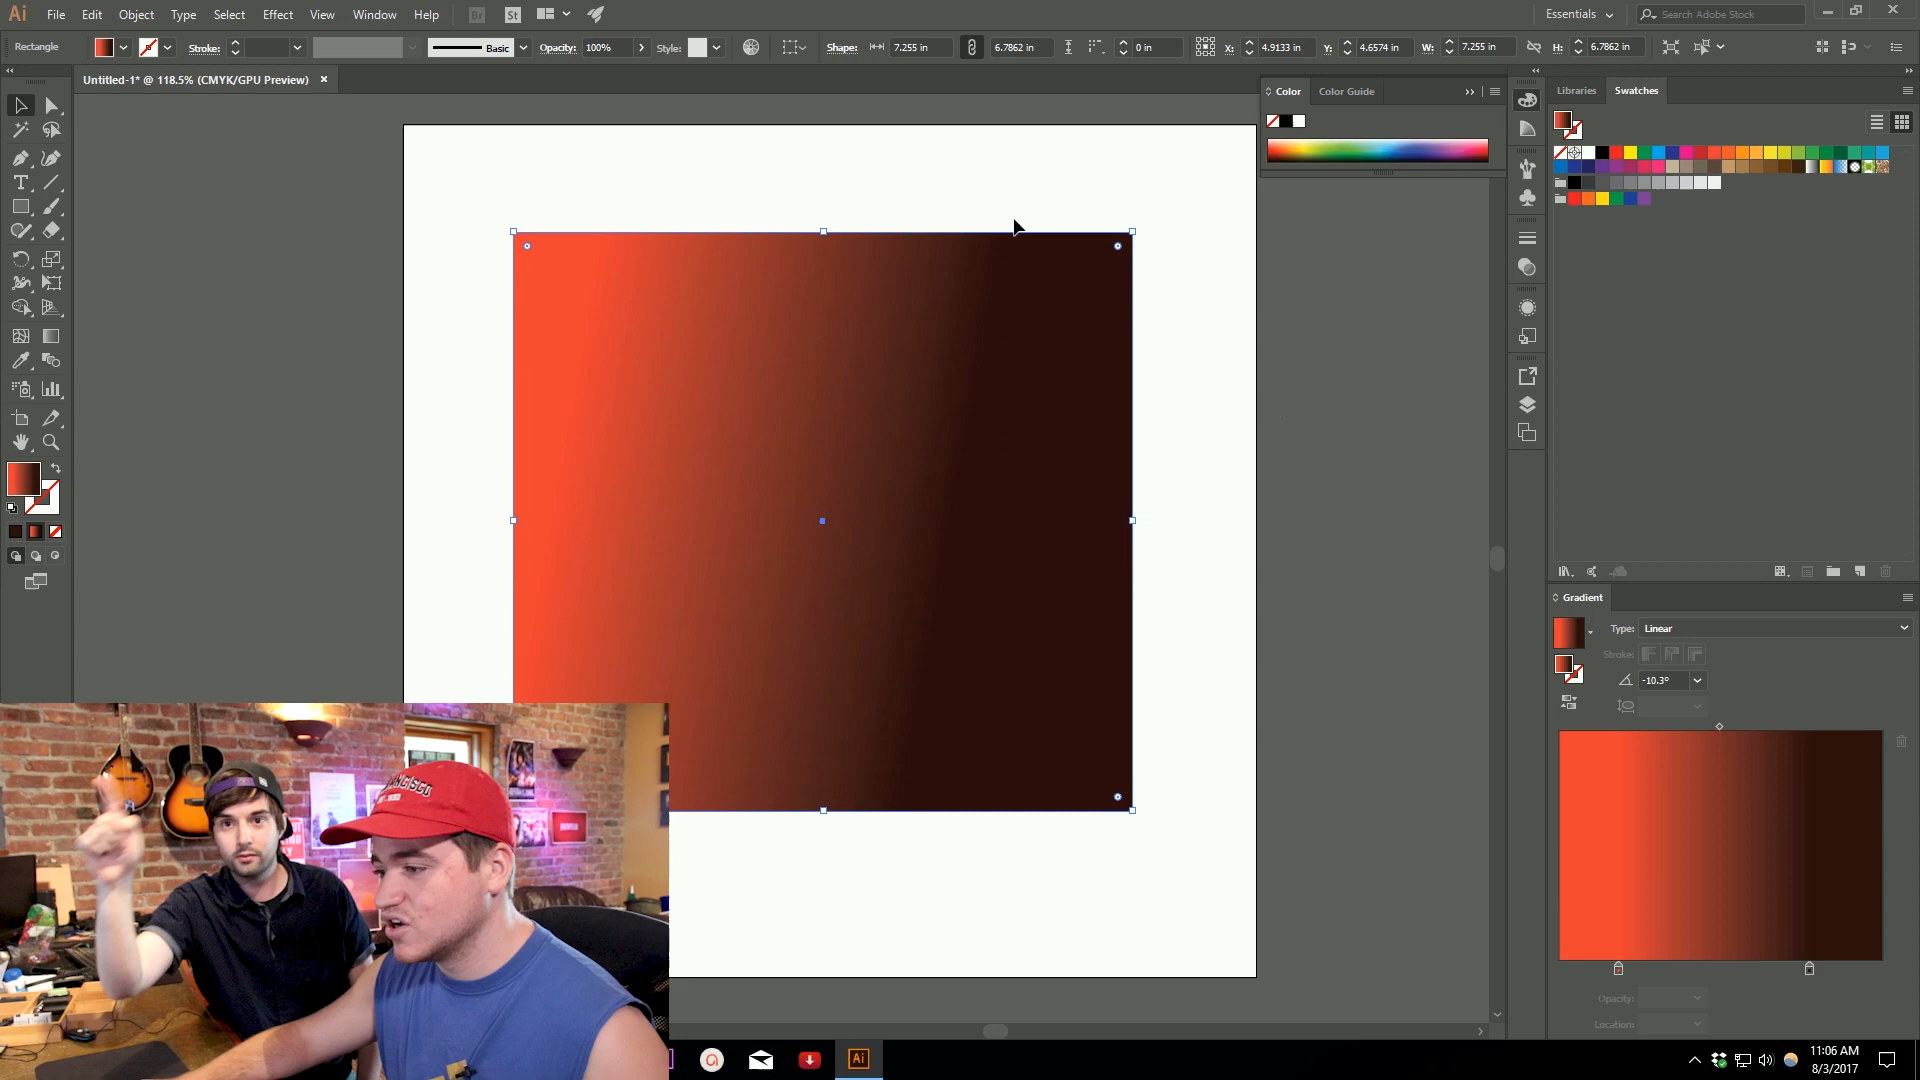 Ai File Edit Object Type Select Effect View Window Help Br St Essentials Search Adobe Stock
Rectangle Stroke: Basic Opacity: 100% Style: Shape: 7.255 in 6.7862 in 0 in X: 4.9133 in Y: 4.6574 in W: 7.255 in H: 6.7862 in
Untitled-1* @ 118.5% (CMYK/GPU Preview)
Color Color Guide
Libraries Swatches
Gradient
Type: Linear
Stroke:
-10.3°
Opacity:
Location:
Ai
11:06 AM
8/3/2017